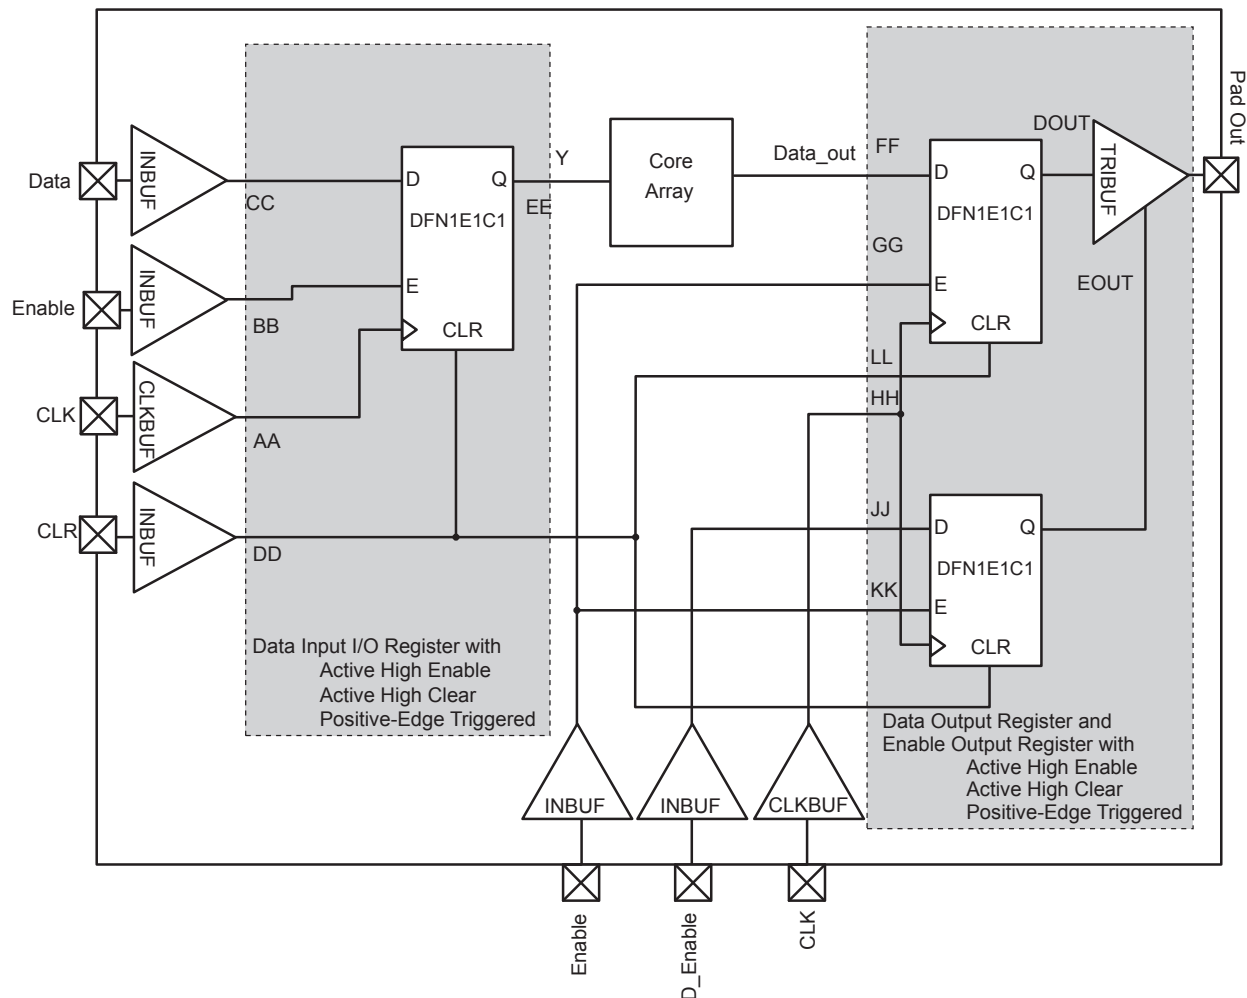 Pad Out
DOUT
FF
Data_out
Y
Core
Array
INBUF
TRIBUF
Data
D
Q
D
Q
CC
EE
DFN1E1C1
DFN1E1C1
GG
INBUF
EOUT
Enable
E
E
BB
CLR
CLR
LL
CLKBUF
HH
CLK
AA
INBUF
JJ
CLR
D
Q
DD
DFN1E1C1
KK
E
CLR
Data Input I/O Register with
Active High Enable
Active High Clear
Positive-Edge Triggered
Data Output Register and
Enable Output Register with
Active High Enable
Active High Clear
Positive-Edge Triggered
INBUF
INBUF
CLKBUF
Enable
D_Enable
CLK